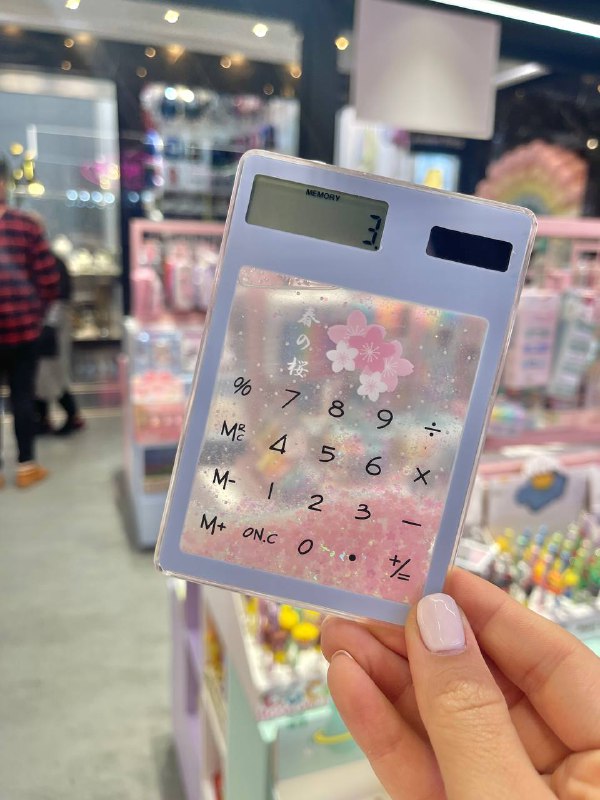 MEMORY
3
春
の
桜
% 7 8 9 ÷
MRC 4 5 6 ×
M- 1 2 3 −
M+ ON.C 0 . +/=